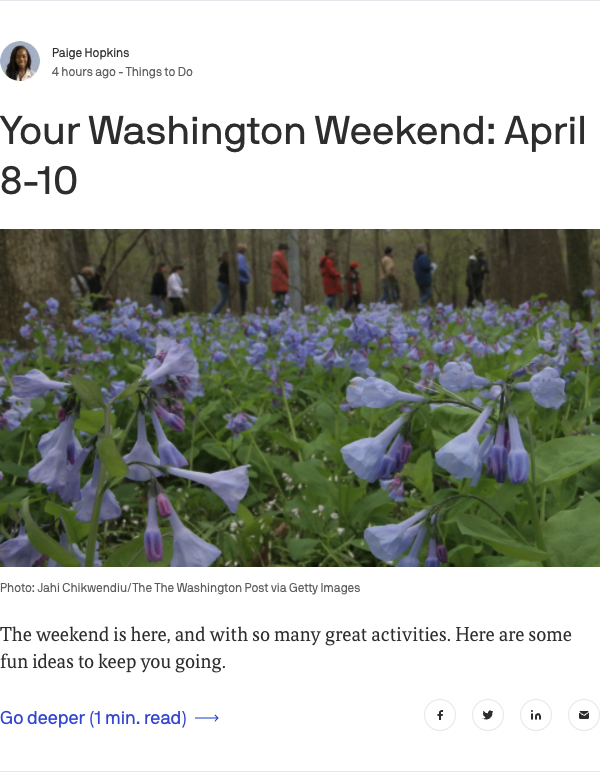 Paige Hopkins
4 hours ago - Things to Do
Your Washington Weekend: April
8-10
Photo: Jahi Chikwendiu/The The Washington Post via Getty Images
The weekend is here, and with so many great activities. Here are some
fun ideas to keep you going.
Go deeper (1 min. read)